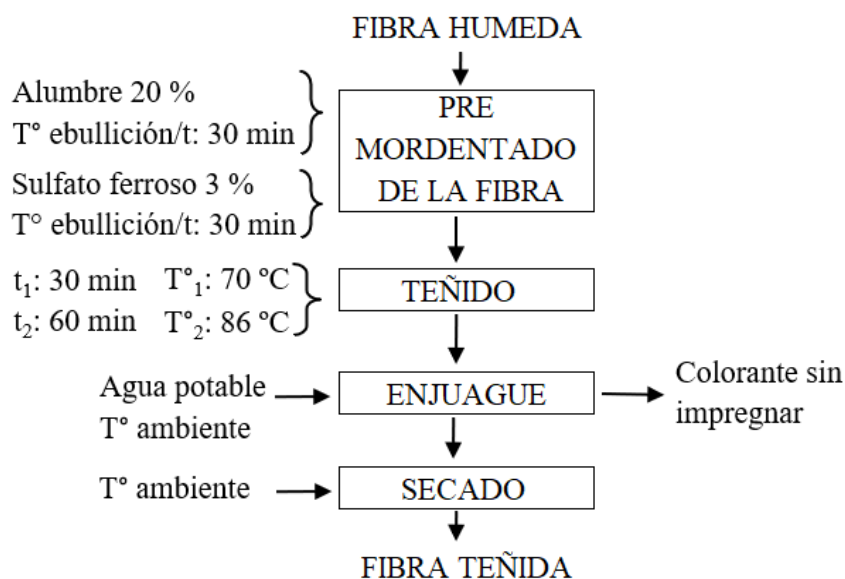 FIBRA HUMEDA
Alumbre 20 %
T° ebullición/t: 30 min
Sulfato ferroso 3 %
T° ebullición/t: 30 min
PRE
MORDENTADO
DE LA FIBRA
t₁: 30 min T°₁: 70 ºC
t₂: 60 min T°₂: 86 ºC
TEÑIDO
Agua potable
T° ambiente
ENJUAGUE
Colorante sin
impregnar
T° ambiente
SECADO
FIBRA TEÑIDA